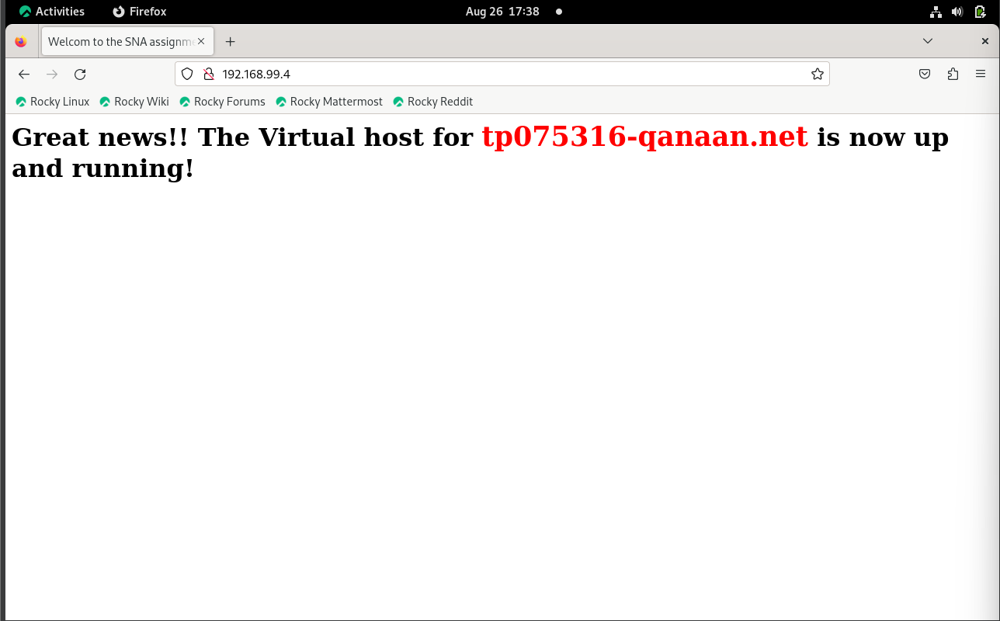 Activities Firefox Aug 26 17:38
Welcom to the SNA assignme
192.168.99.4
Rocky Linux Rocky Wiki Rocky Forums Rocky Mattermost Rocky Reddit
Great news!! The Virtual host for tp075316-qanaan.net is now up
and running!